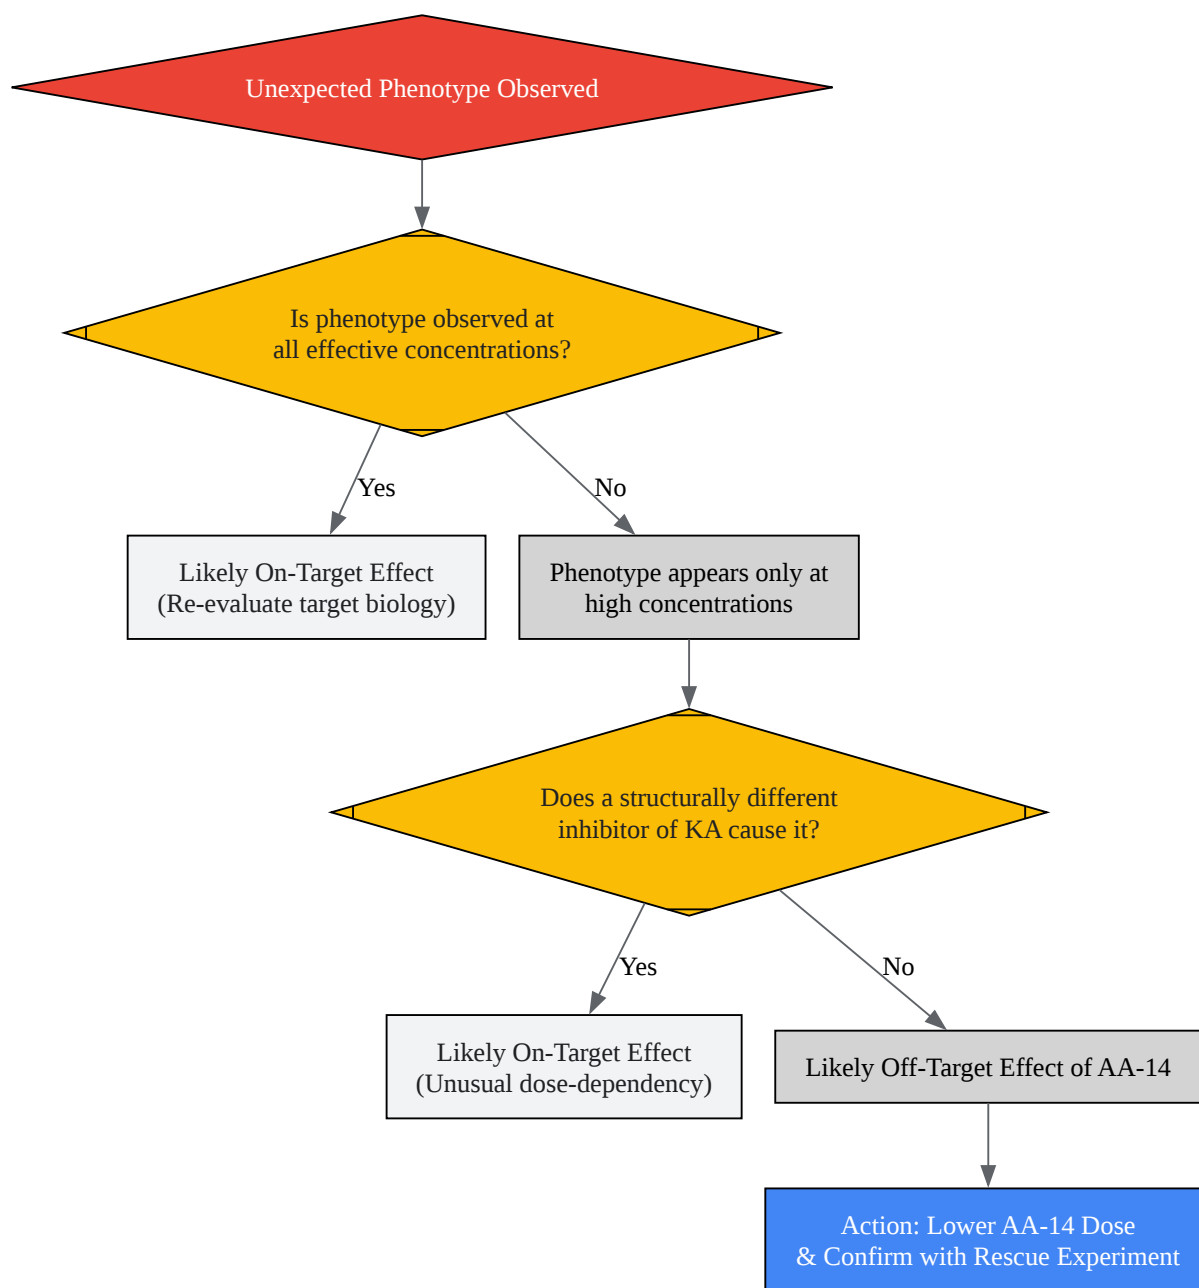 Unexpected Phenotype Observed
Is phenotype observed at
all effective concentrations?
Yes
No
Likely On-Target Effect
(Re-evaluate target biology)
Phenotype appears only at
high concentrations
Does a structurally different
inhibitor of KA cause it?
Yes
No
Likely On-Target Effect
(Unusual dose-dependency)
Likely Off-Target Effect of AA-14
Action: Lower AA-14 Dose
& Confirm with Rescue Experiment